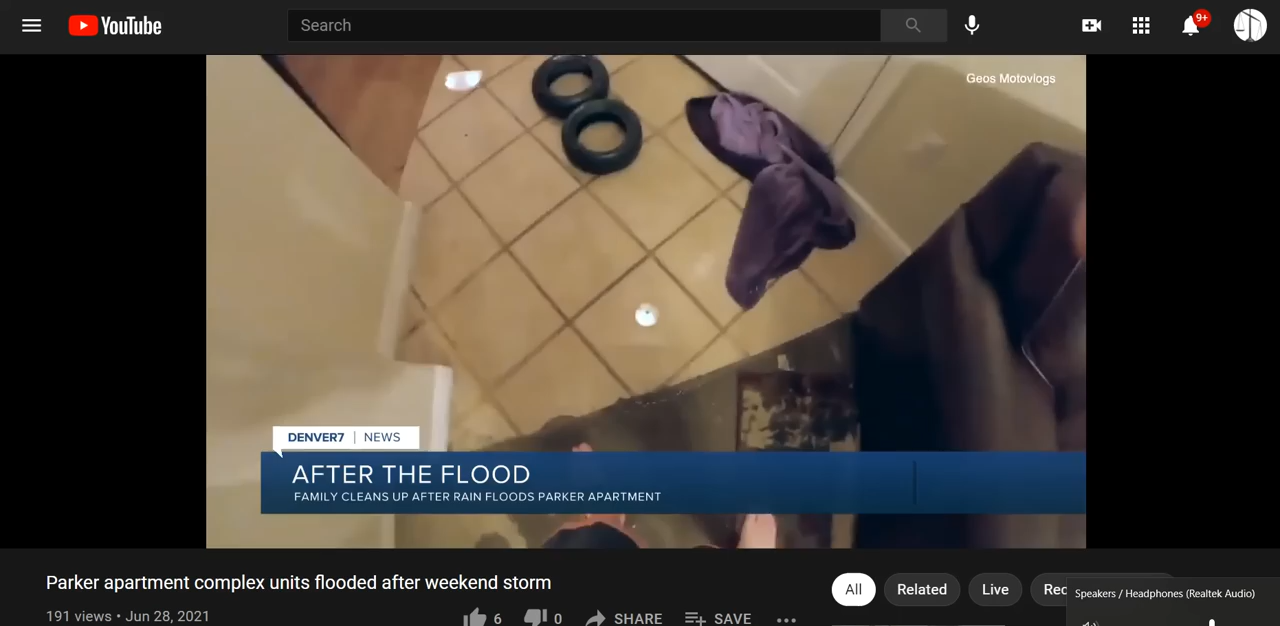 YouTube
Search
9+
Geos Motovlogs
DENVER7 | NEWS
AFTER THE FLOOD
FAMILY CLEANS UP AFTER RAIN FLOODS PARKER APARTMENT
Parker apartment complex units flooded after weekend storm
191 views • Jun 28, 2021
6
0
SHARE
SAVE
All
Related
Live
Rec
Speakers / Headphones (Realtek Audio)